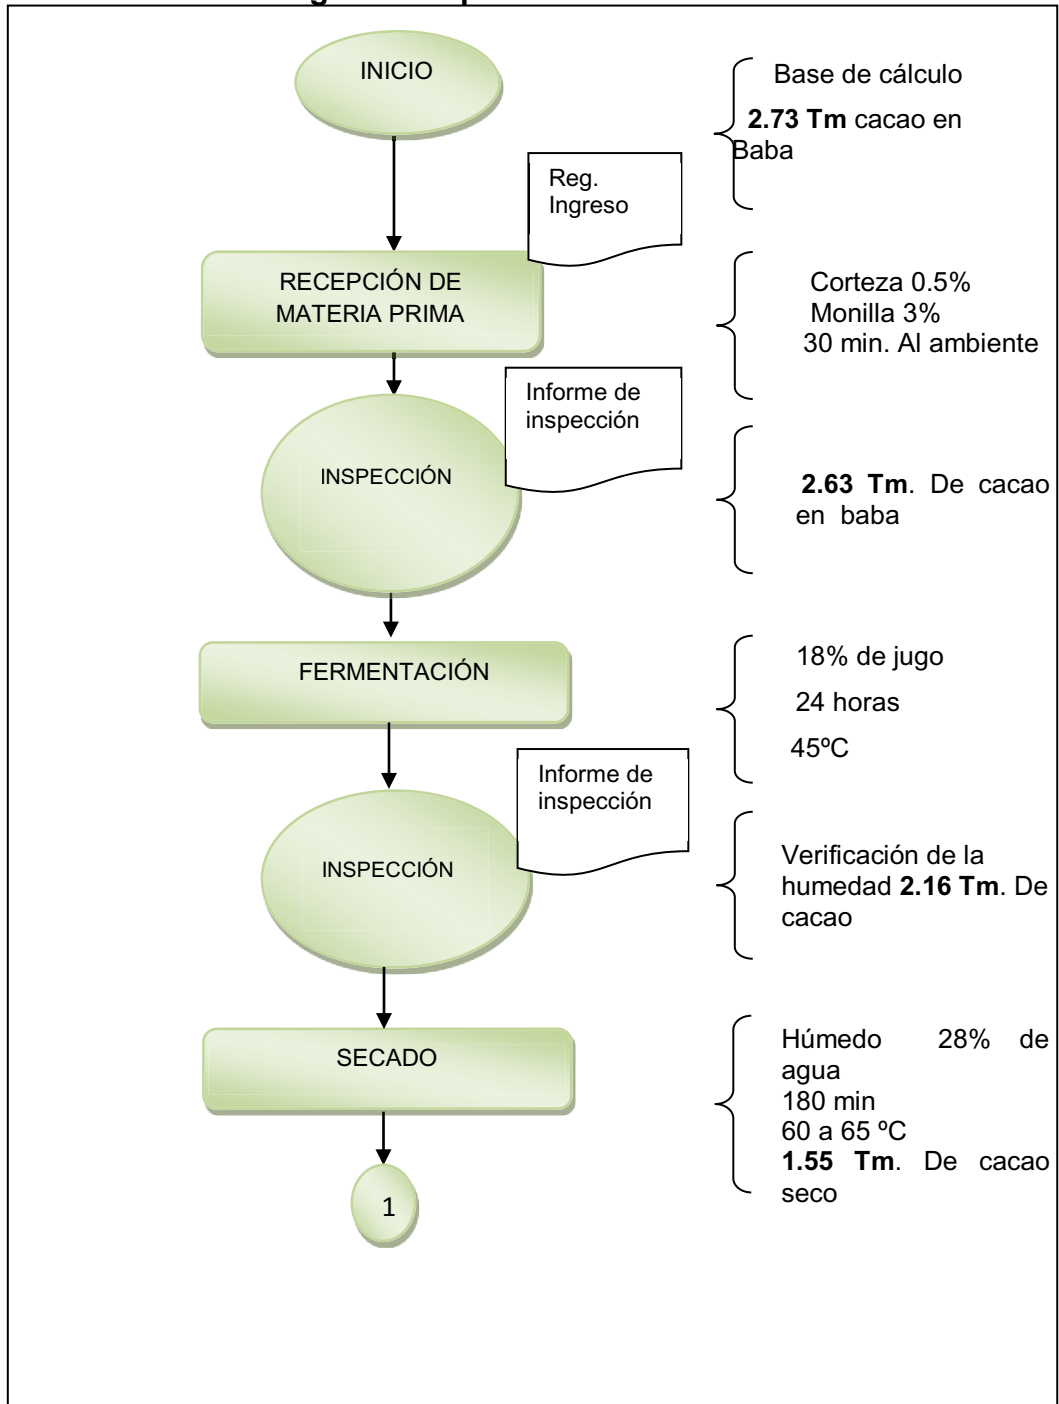 INICIO
Base de cálculo
2.73 Tm cacao en
Baba
Reg.
Ingreso
RECEPCIÓN DE
MATERIA PRIMA
Corteza 0.5%
Monilla 3%
30 min. Al ambiente
Informe de
inspección
INSPECCIÓN
2.63 Tm. De cacao
en baba
FERMENTACIÓN
18% de jugo
24 horas
45ºC
Informe de
inspección
INSPECCIÓN
Verificación de la
humedad 2.16 Tm. De
cacao
SECADO
Húmedo 28% de
agua
180 min
60 a 65 ºC
1.55 Tm. De cacao
seco
1